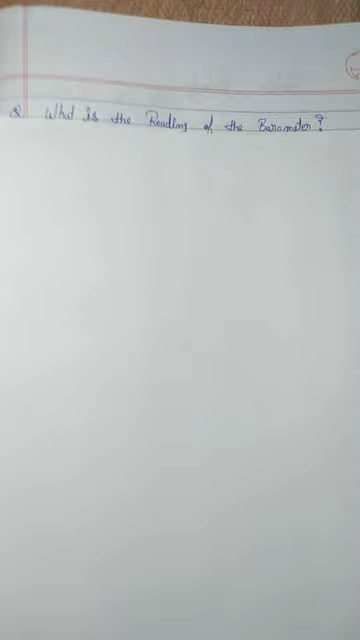 Q What is the Reading of the Barometer?